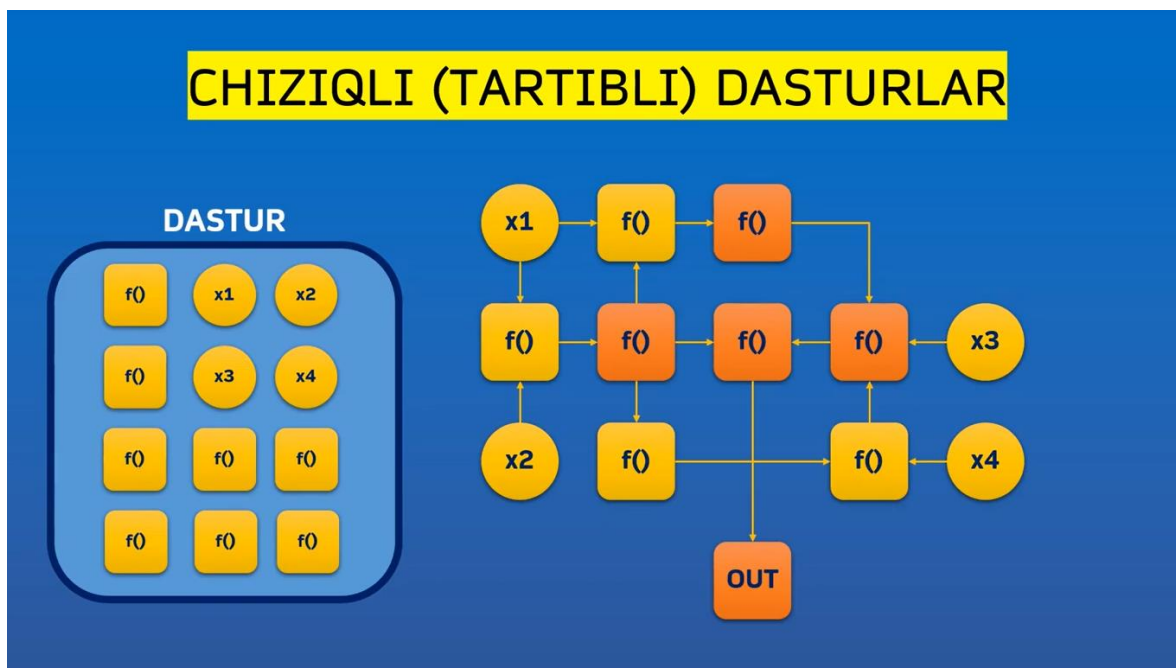 CHIZIQLI (TARTIBLI) DASTURLAR
DASTUR
f() x1 x2
f() x3 x4
f() f() f()
f() f() f()
x1 f() f()
f() f() f() f() x3
x2 f() f() x4
OUT